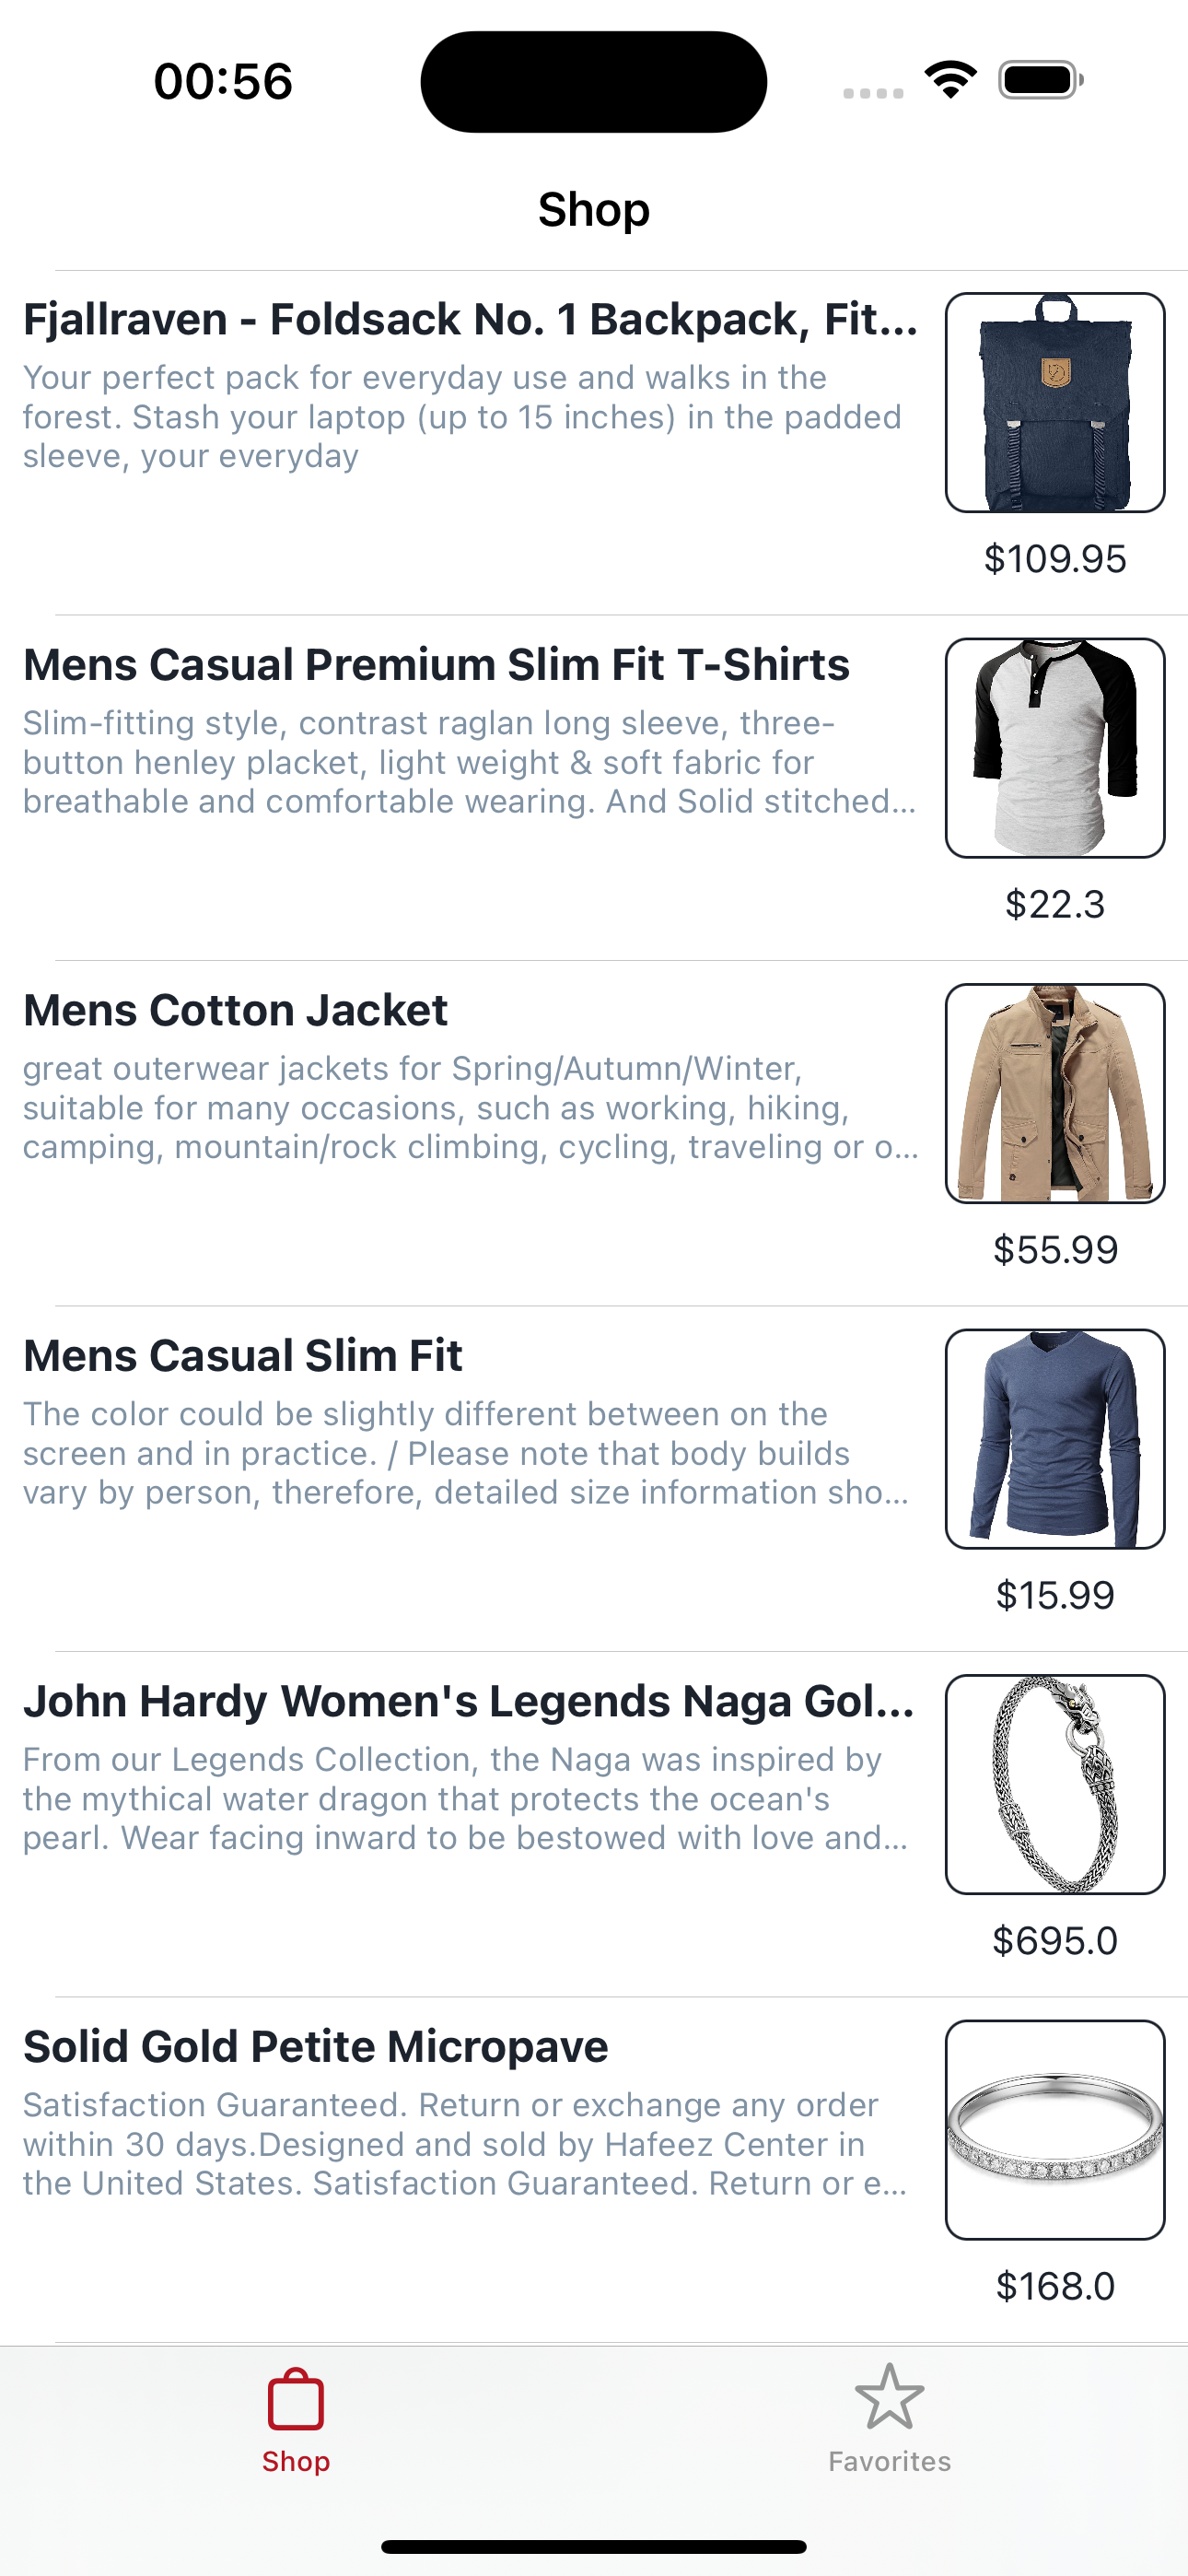 00:56
Shop
Fjallraven - Foldsack No. 1 Backpack, Fit...
Your perfect pack for everyday use and walks in the
forest. Stash your laptop (up to 15 inches) in the padded
sleeve, your everyday
$109.95
Mens Casual Premium Slim Fit T-Shirts
Slim-fitting style, contrast raglan long sleeve, three-
button henley placket, light weight & soft fabric for
breathable and comfortable wearing. And Solid stitched...
$22.3
Mens Cotton Jacket
great outerwear jackets for Spring/Autumn/Winter,
suitable for many occasions, such as working, hiking,
camping, mountain/rock climbing, cycling, traveling or o...
$55.99
Mens Casual Slim Fit
The color could be slightly different between on the
screen and in practice. / Please note that body builds
vary by person, therefore, detailed size information sho...
$15.99
John Hardy Women's Legends Naga Gol...
From our Legends Collection, the Naga was inspired by
the mythical water dragon that protects the ocean's
pearl. Wear facing inward to be bestowed with love and...
$695.0
Solid Gold Petite Micropave
Satisfaction Guaranteed. Return or exchange any order
within 30 days.Designed and sold by Hafeez Center in
the United States. Satisfaction Guaranteed. Return or e...
$168.0
Shop
Favorites